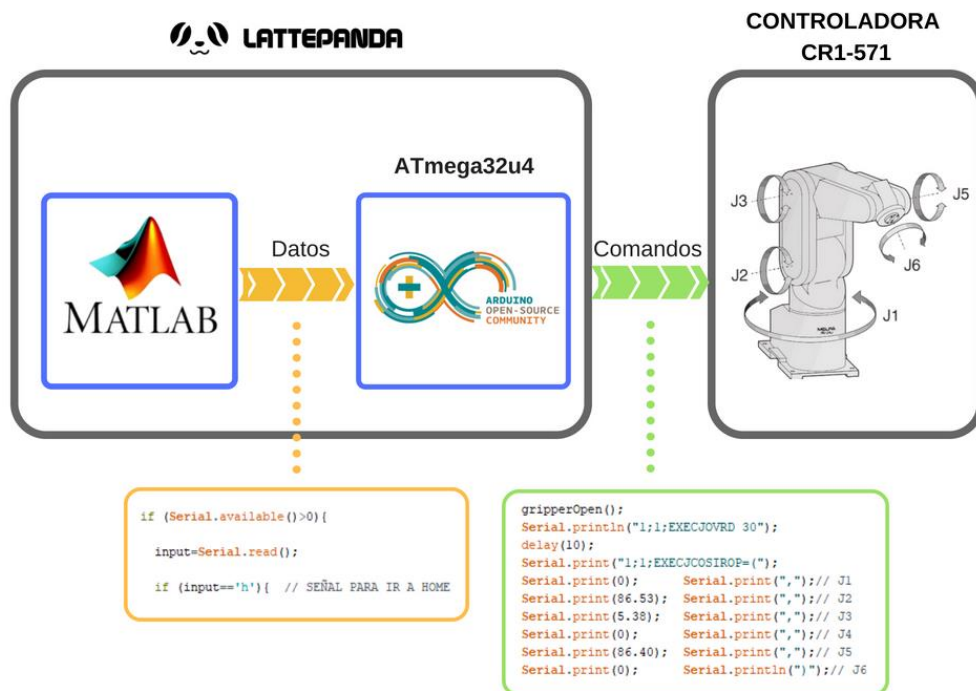 LATTEPANDA
CONTROLADORA
CR1-571
ATmega32u4
MATLAB
Datos
ARDUINO
OPEN-SOURCE
COMMUNITY
Comandos
J3
J5
J6
J2
J1
if (Serial.available()>0){
input=Serial.read();
if (input=='h'){ // SEÑAL PARA IR A HOME
gripperOpen();
Serial.println("1;1;EXECJOVRD 30");
delay(10);
Serial.print("1;1;EXECJCOSIROP=(");
Serial.print(0); Serial.print(",");// J1
Serial.print(86.53); Serial.print(",");// J2
Serial.print(5.38); Serial.print(",");// J3
Serial.print(0); Serial.print(",");// J4
Serial.print(86.40); Serial.print(",");// J5
Serial.print(0); Serial.println(")");// J6